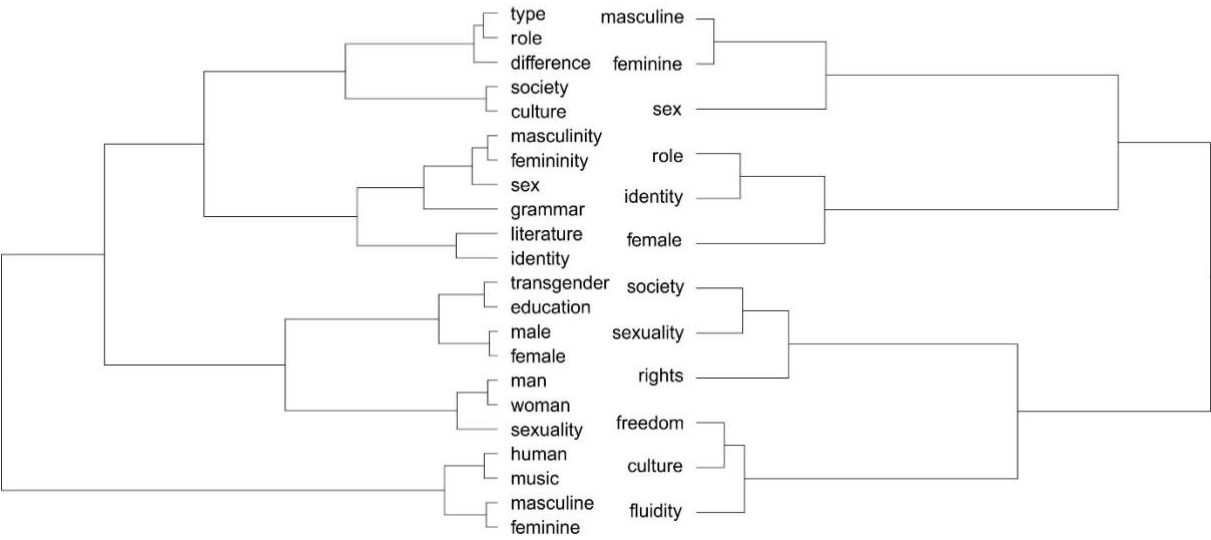 type
role
difference
society
culture
masculinity
femininity
sex
grammar
literature
identity
transgender
education
male
female
man
woman
sexuality
human
music
masculine
feminine
masculine
feminine
sex
role
identity
female
society
sexuality
rights
freedom
culture
fluidity